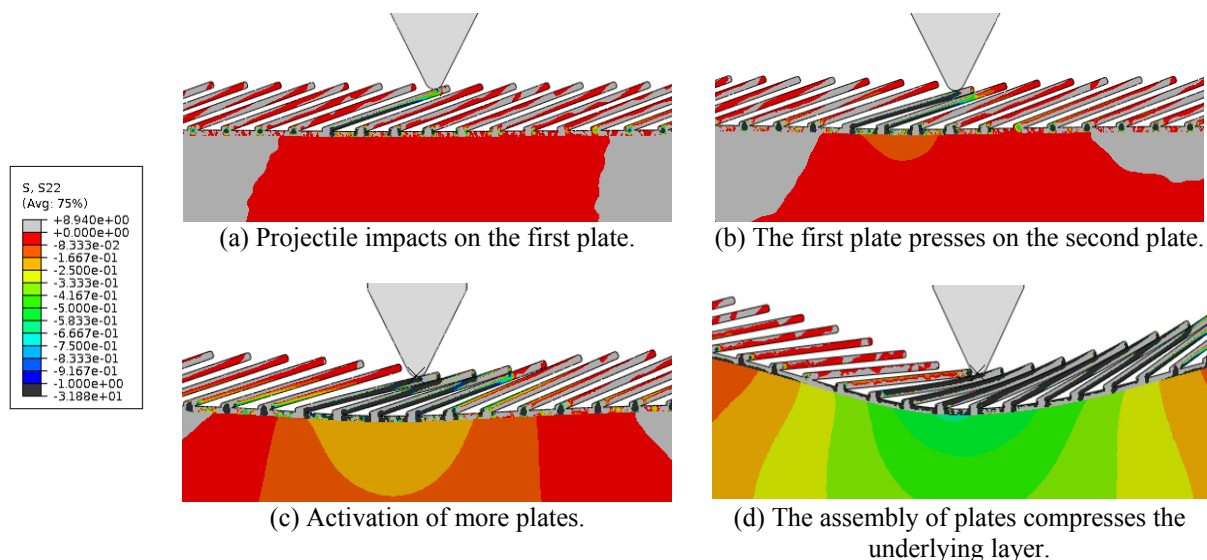 (a) Projectile impacts on the first plate.
(b) The first plate presses on the second plate.
S, S22
(Avg: 75%)
+8.940e+00
+0.000e+00
-8.333e-02
-1.667e-01
-2.500e-01
-3.333e-01
-4.167e-01
-5.000e-01
-5.833e-01
-6.667e-01
-7.500e-01
-8.333e-01
-9.167e-01
-1.000e+00
-3.188e+01
(c) Activation of more plates.
(d) The assembly of plates compresses the
underlying layer.